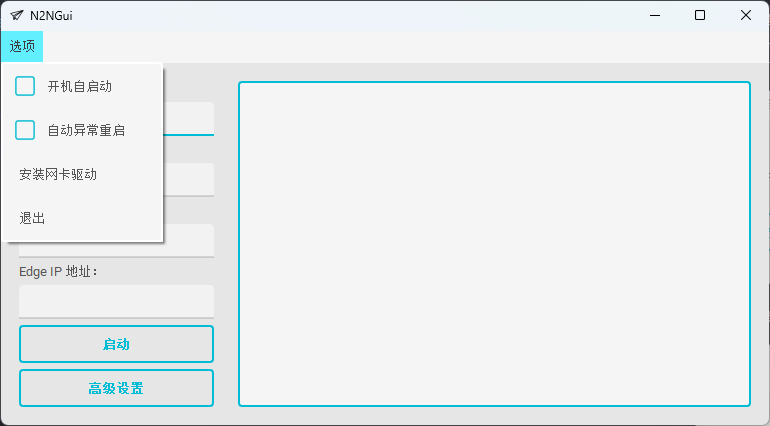 N2NGui
选项
开机自启动
自动异常重启
安装网卡驱动
退出
Edge IP 地址：
启动
高级设置